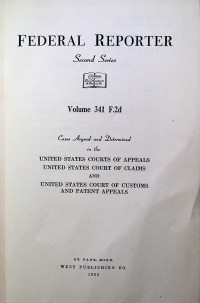 FEDERAL REPORTER
Second Series
Volume 341 F.2d
Cases Argued and Determined
in the
UNITED STATES COURTS OF APPEALS
UNITED STATES COURT OF CLAIMS
AND
UNITED STATES COURT OF CUSTOMS
AND PATENT APPEALS
ST. PAUL, MINN.
WEST PUBLISHING CO.
1965